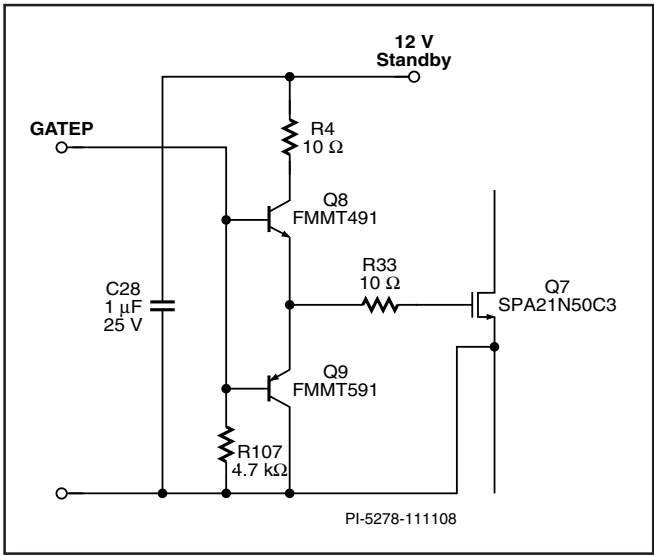 12 V
Standby
GATEP
R4
10 Ω
Q8
FMMT491
R33
10 Ω
Q7
SPA21N50C3
C28
1 μF
25 V
Q9
FMMT591
R107
4.7 kΩ
PI-5278-111108